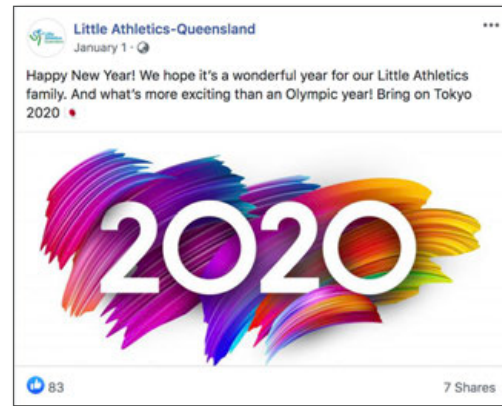 Little Athletics-Queensland
January 1 ·
Happy New Year! We hope it's a wonderful year for our Little Athletics
family. And what's more exciting than an Olympic year! Bring on Tokyo
2020
2020
83
7 Shares